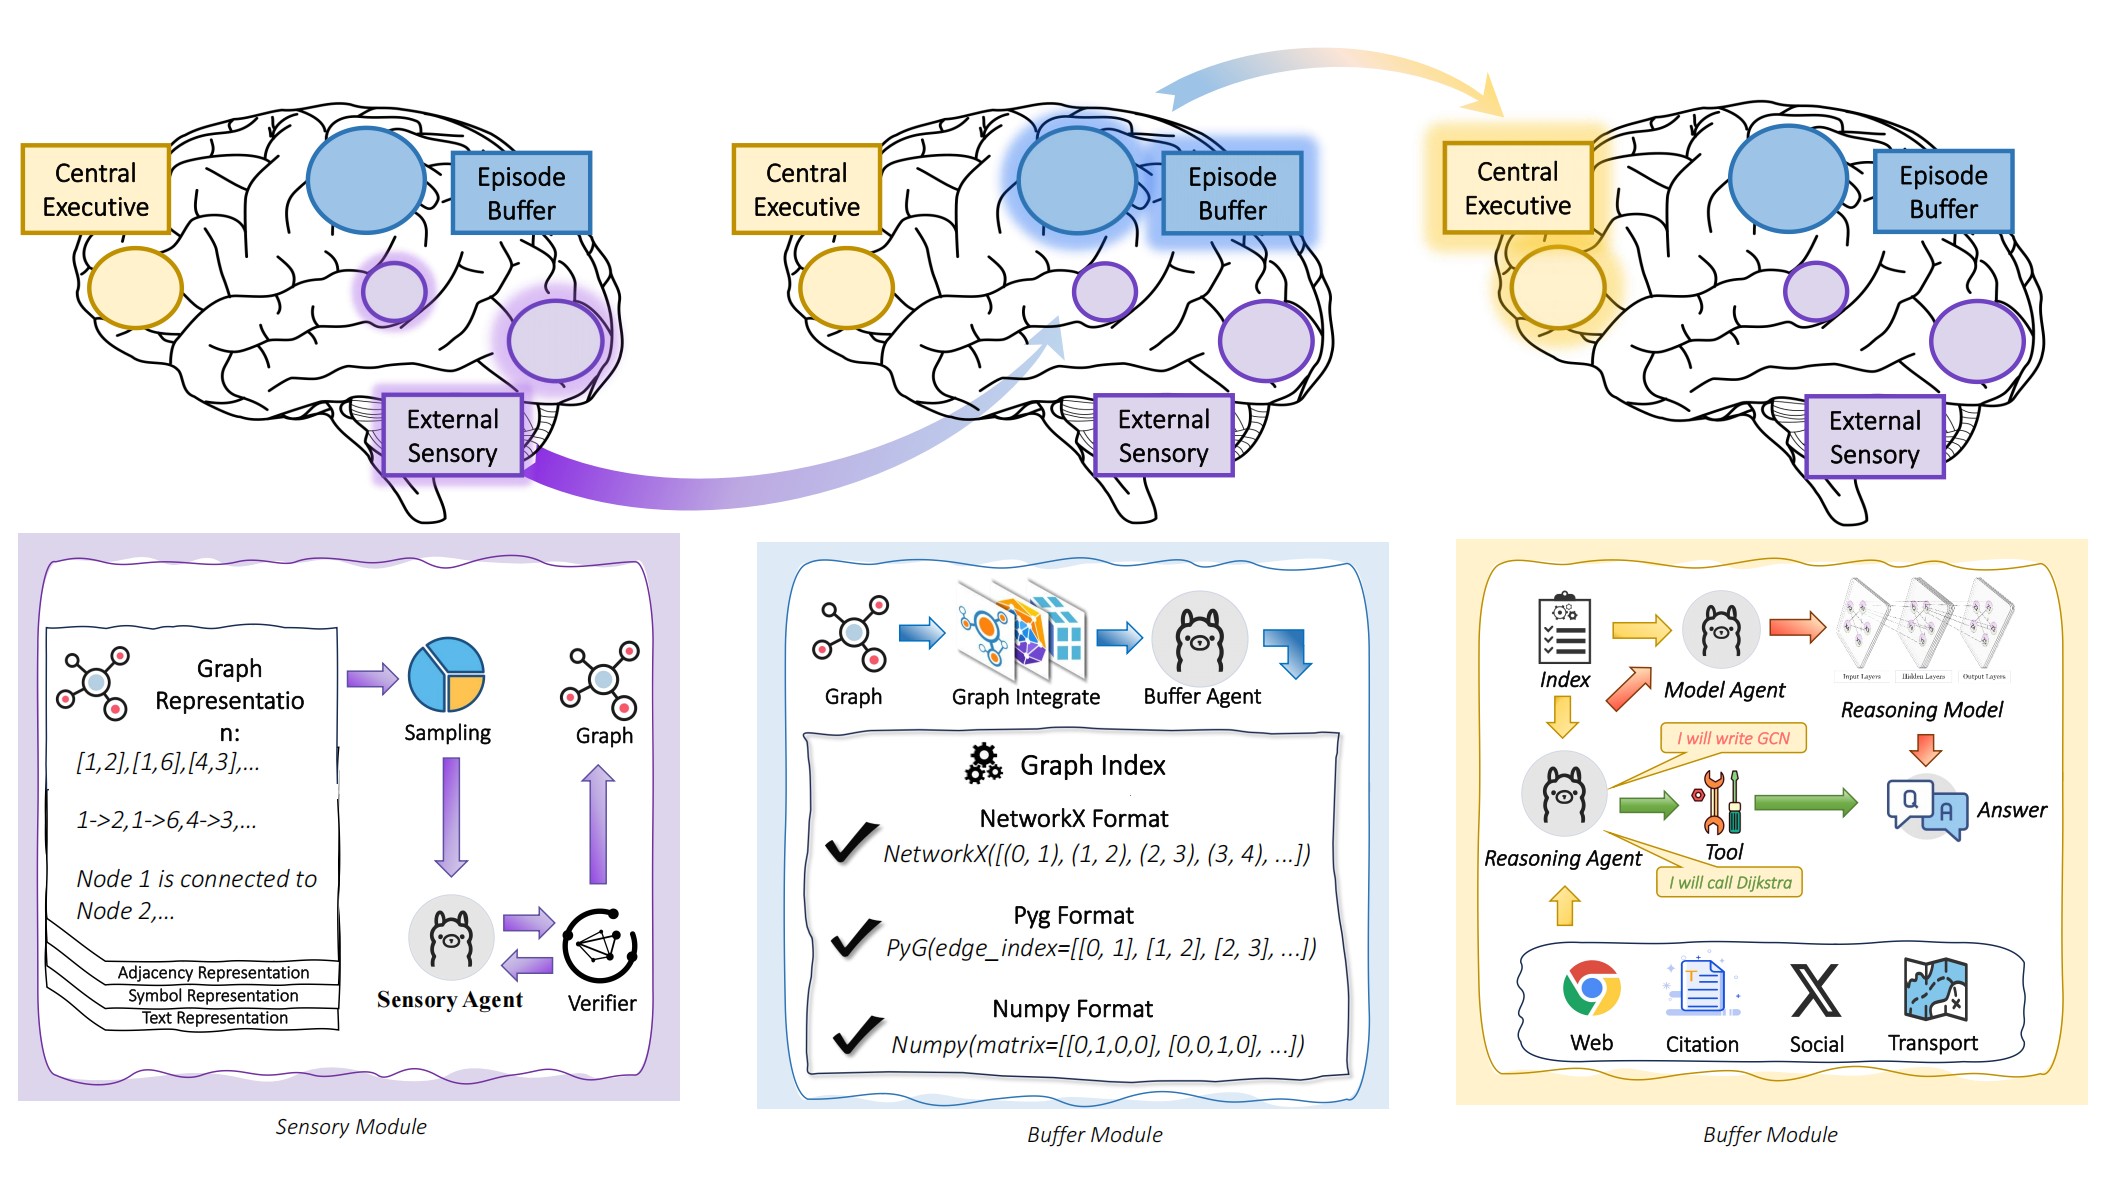 Central
Executive
Episode
Buffer
External
Sensory
Central
Executive
Episode
Buffer
External
Sensory
Central
Executive
Episode
Buffer
External
Sensory
Graph
Representatio
n:
[1,2],[1,6],[4,3],...
1->2,1->6,4->3,...
Node 1 is connected to
Node 2,...
Adjacency Representation
Symbol Representation
Text Representation
Sampling
Graph
Sensory Agent
Verifier
Sensory Module
Graph
Graph Integrate
Buffer Agent
Graph Index
NetworkX Format
NetworkX([(0, 1), (1, 2), (2, 3), (3, 4), ...])
Pyg Format
PyG(edge_index=[[0, 1], [1, 2], [2, 3], ...])
Numpy Format
Numpy(matrix=[[0,1,0,0], [0,0,1,0], ...])
Buffer Module
Index
Model Agent
Input Layers
Hidden Layers
Output Layers
Reasoning Model
I will write GCN
Reasoning Agent
Tool
Q
A
Answer
I will call Dijkstra
T
Web
Citation
Social
Transport
Buffer Module